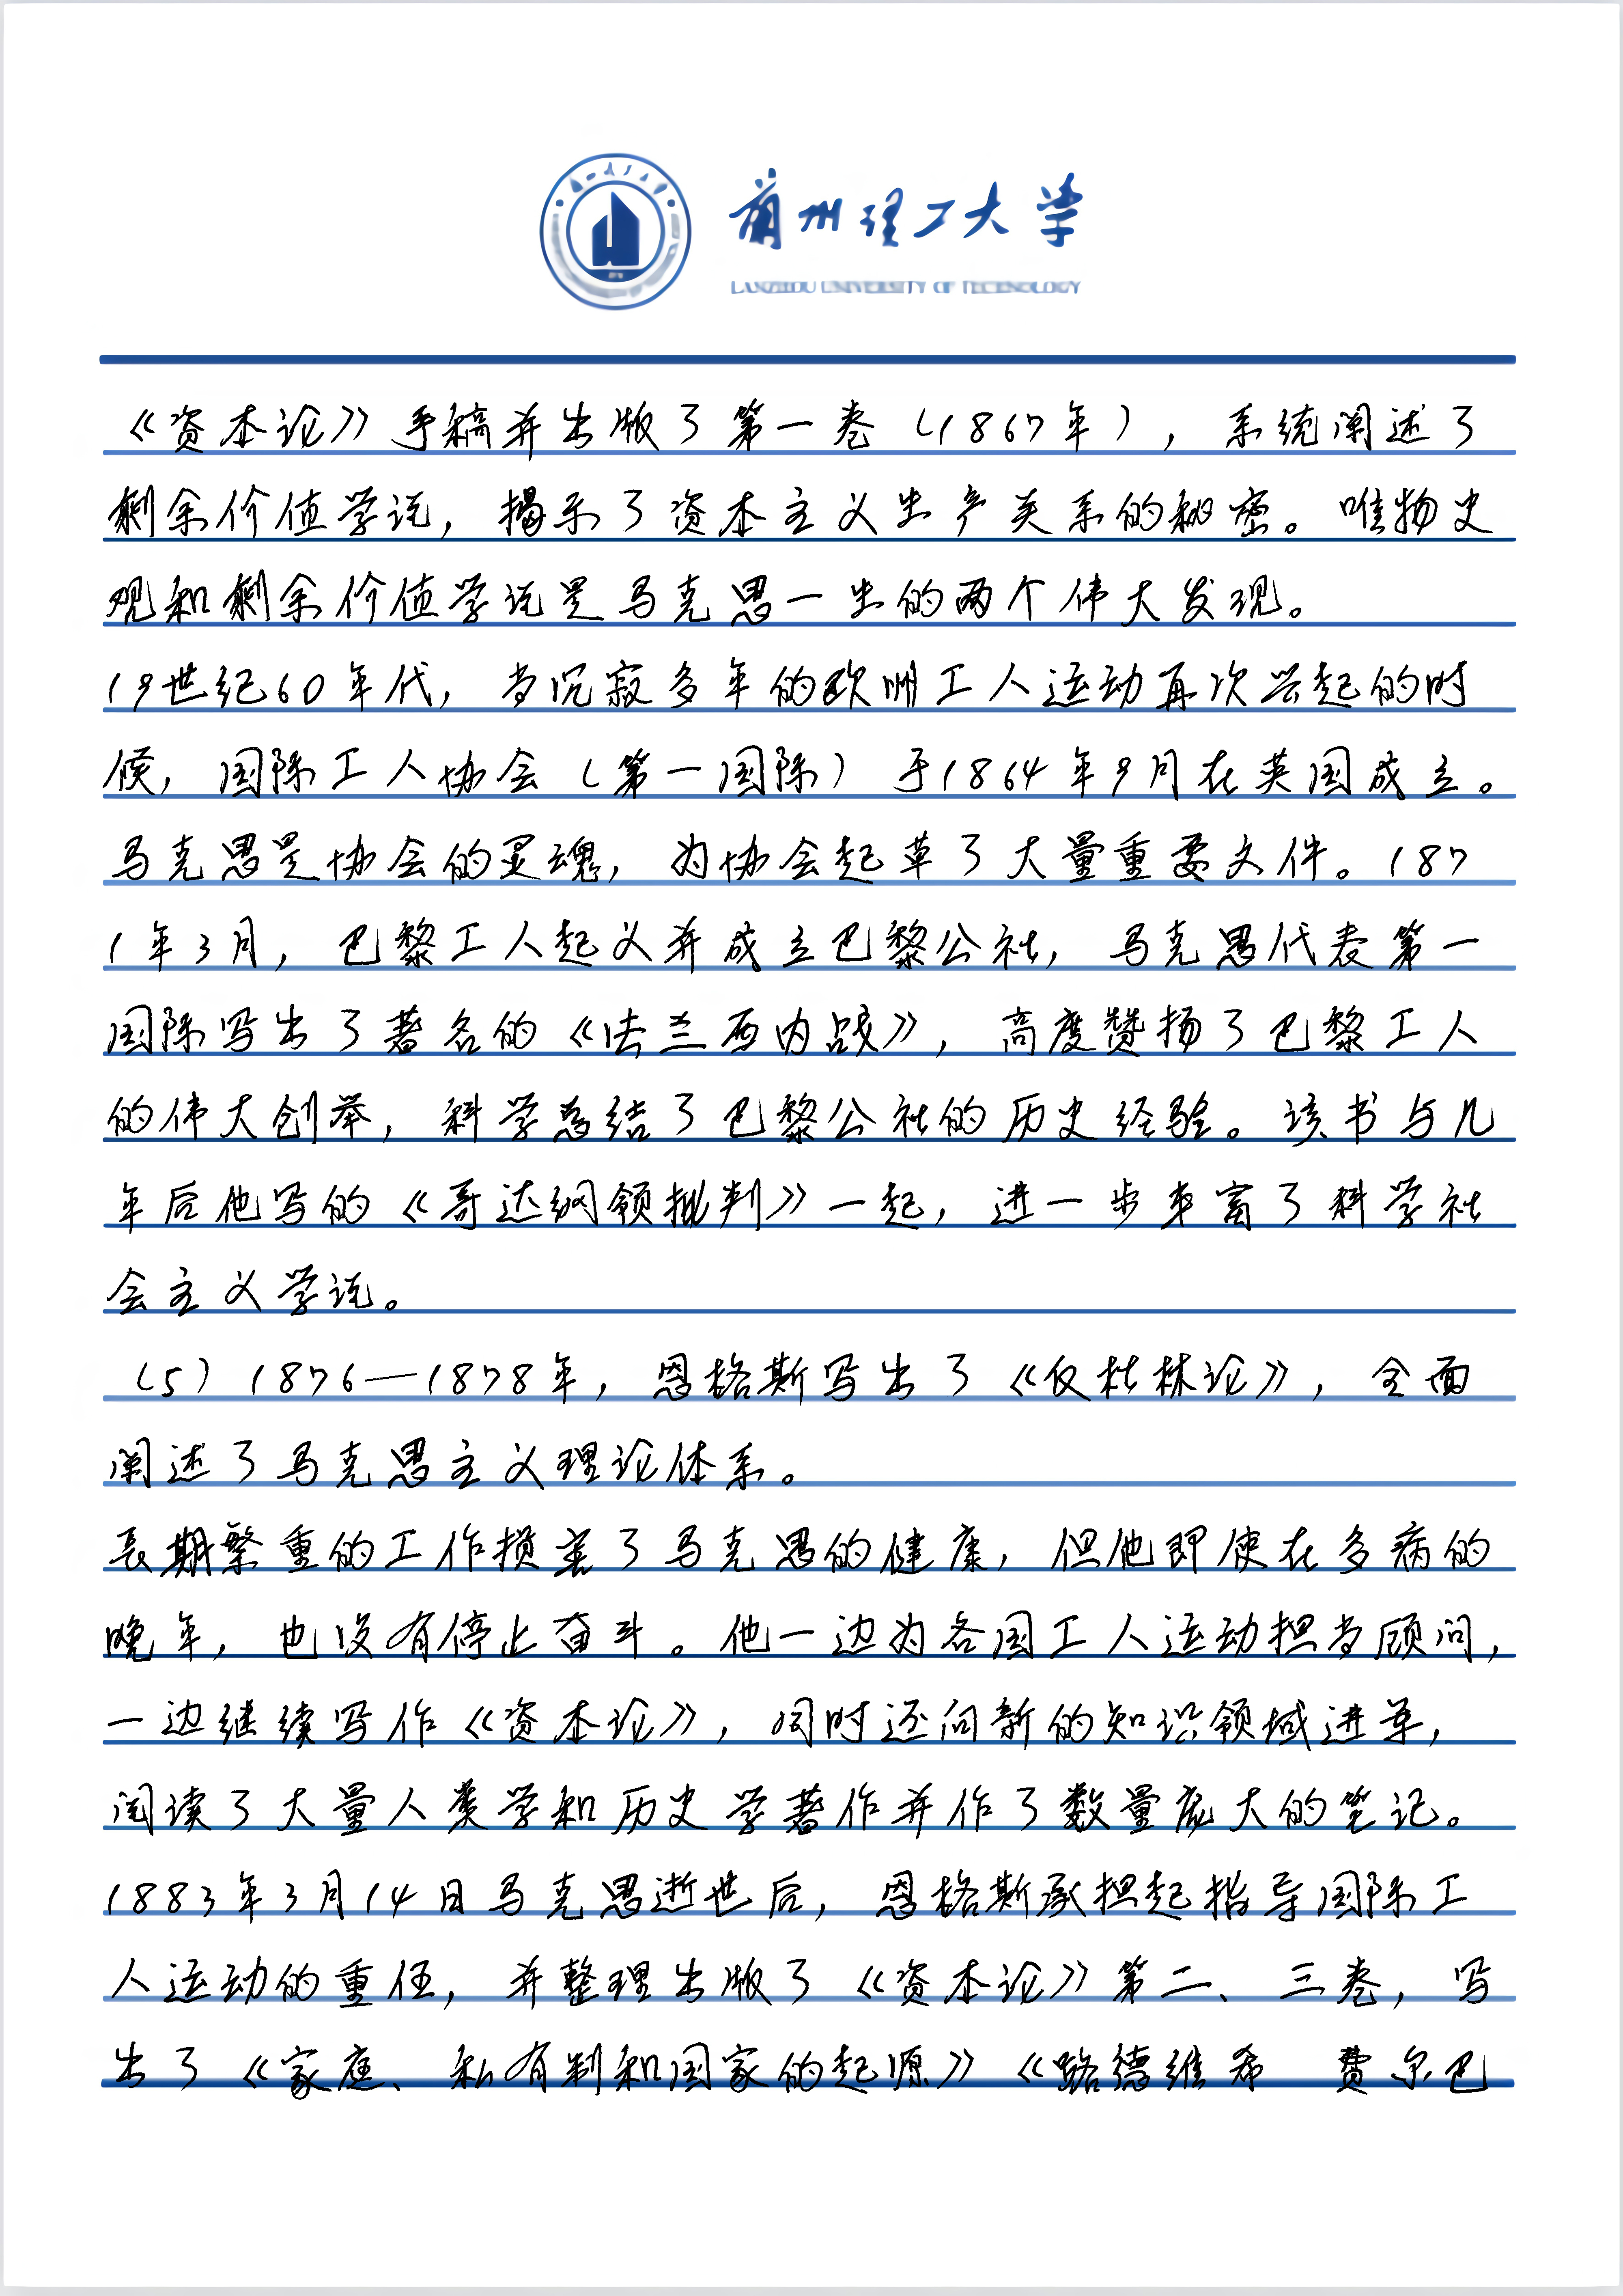 兰州理工大学
LANZHOU UNIVERSITY OF TECHNOLOGY
《资本论》手稿并出版了第一卷（1867年），系统阐述了
剩余价值学说，揭示了资本主义生产关系的秘密。唯物史
观和剩余价值学说是马克思一生的两个伟大发现。
19世纪60年代，当沉寂多年的欧洲工人运动再次兴起的时
候，国际工人协会（第一国际）于1864年9月在英国成立。
马克思是协会的灵魂，为协会起草了大量重要文件。187
1年3月，巴黎工人起义并成立巴黎公社，马克思代表第一
国际写出了著名的《法兰西内战》，高度赞扬了巴黎工人
的伟大创举，科学总结了巴黎公社的历史经验。该书与几
年后他写的《哥达纲领批判》一起，进一步丰富了科学社
会主义学说。
（5）1876—1878年，恩格斯写出了《反杜林论》，全面
阐述了马克思主义理论体系。
长期繁重的工作损害了马克思的健康，但他即使在多病的
晚年，也没有停止奋斗。他一边为各国工人运动担当顾问，
一边继续写作《资本论》，同时还向新的知识领域进军，
阅读了大量人类学和历史学著作并作了数量庞大的笔记。
1883年3月14日马克思逝世后，恩格斯承担起指导国际工
人运动的重任，并整理出版了《资本论》第二、三卷，写
出了《家庭、私有制和国家的起源》《路德维希 费尔巴